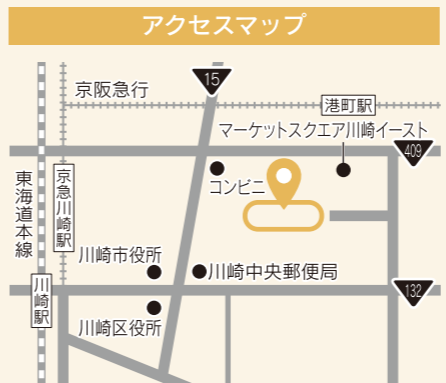 アクセスマップ
京阪急行
15
港町駅
マーケットスクエア川崎イースト
409
コンビニ
東海道本線
京急川崎駅
川崎市役所
川崎中央郵便局
川崎駅
132
川崎区役所